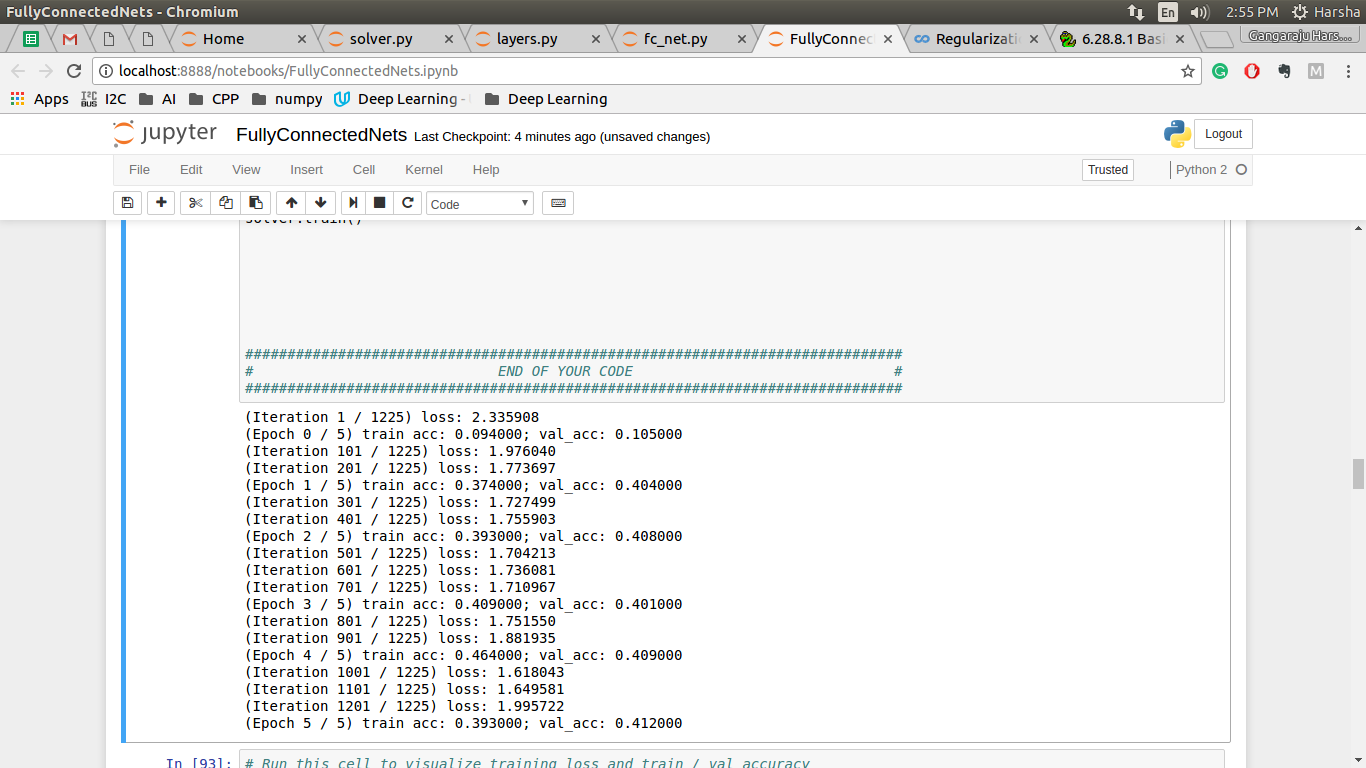 FullyConnectedNets - Chromium
En
2:55 PM
Harsha
Home
solver.py
layers.py
fc_net.py
FullyConnec
Regularizati
6.28.8.1 Basi
Gangaraju Hars...
localhost:8888/notebooks/FullyConnectedNets.ipynb
Apps
I2C BUS
I2C
AI
CPP
numpy
Deep Learning -
Deep Learning
jupyter
FullyConnectedNets
Last Checkpoint: 4 minutes ago (unsaved changes)
Logout
File
Edit
View
Insert
Cell
Kernel
Help
Trusted
Python 2
Code
solver.train()
##############################################################################
# END OF YOUR CODE #
##############################################################################
(Iteration 1 / 1225) loss: 2.335908
(Epoch 0 / 5) train acc: 0.094000; val_acc: 0.105000
(Iteration 101 / 1225) loss: 1.976040
(Iteration 201 / 1225) loss: 1.773697
(Epoch 1 / 5) train acc: 0.374000; val_acc: 0.404000
(Iteration 301 / 1225) loss: 1.727499
(Iteration 401 / 1225) loss: 1.755903
(Epoch 2 / 5) train acc: 0.393000; val_acc: 0.408000
(Iteration 501 / 1225) loss: 1.704213
(Iteration 601 / 1225) loss: 1.736081
(Iteration 701 / 1225) loss: 1.710967
(Epoch 3 / 5) train acc: 0.409000; val_acc: 0.401000
(Iteration 801 / 1225) loss: 1.751550
(Iteration 901 / 1225) loss: 1.881935
(Epoch 4 / 5) train acc: 0.464000; val_acc: 0.409000
(Iteration 1001 / 1225) loss: 1.618043
(Iteration 1101 / 1225) loss: 1.649581
(Iteration 1201 / 1225) loss: 1.995722
(Epoch 5 / 5) train acc: 0.393000; val_acc: 0.412000
In [93]:
# Run this cell to visualize training loss and train / val accuracy